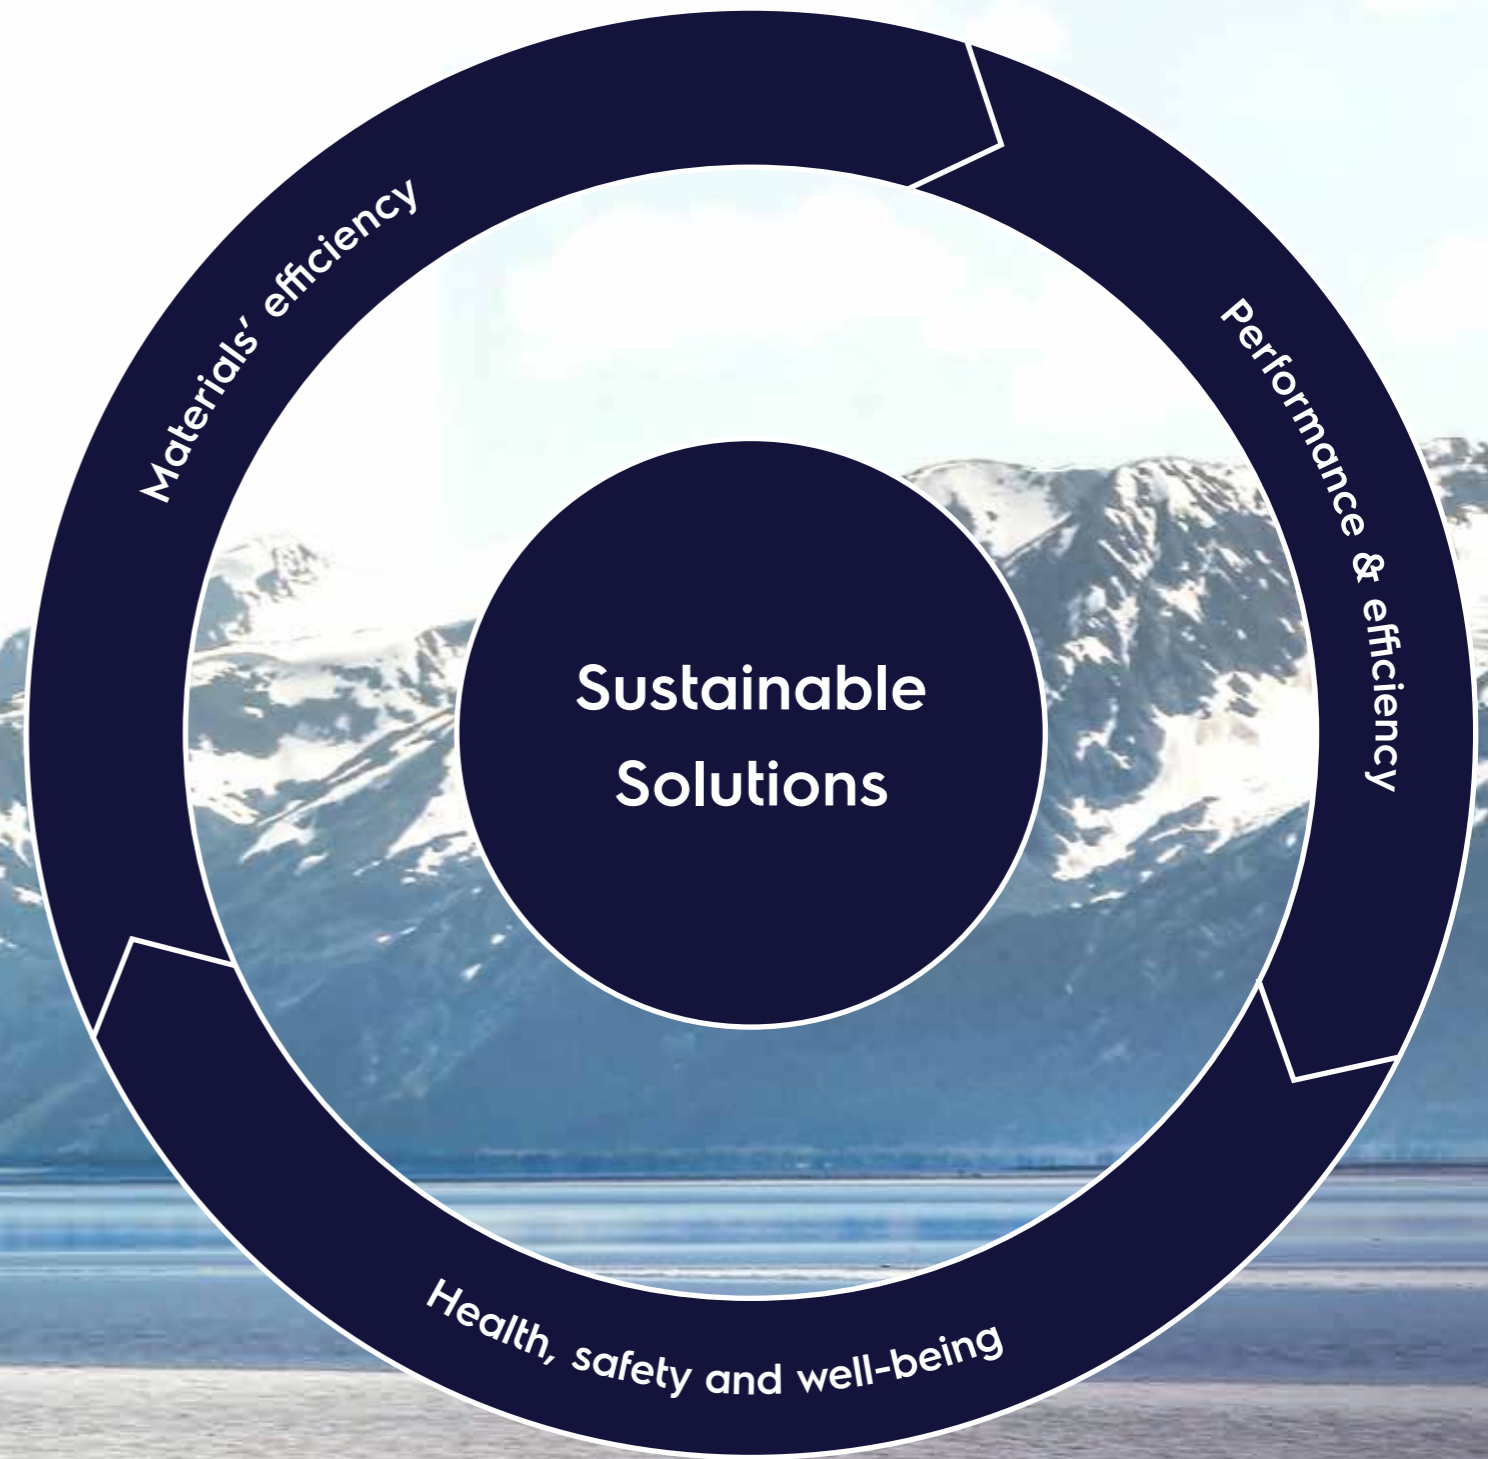 Materials’ efficiency
Performance & efficiency
Sustainable
Solutions
Health, safety and well-being